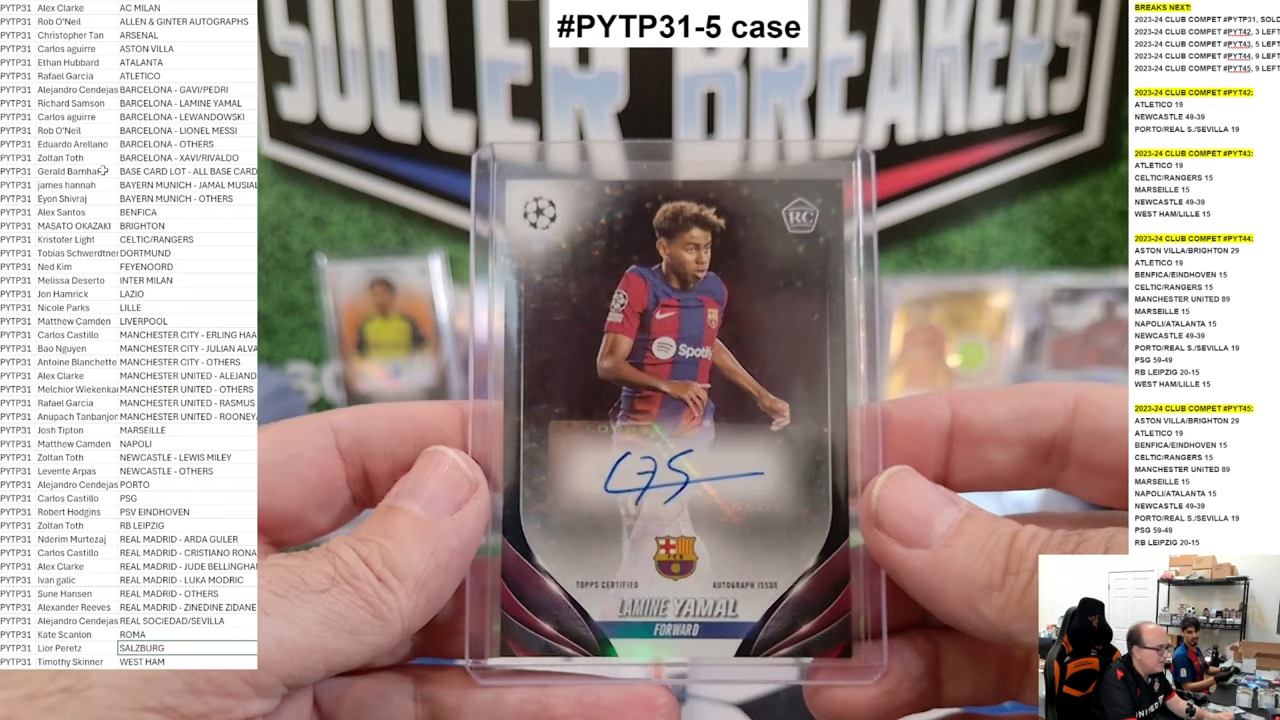 #PYTP31-5 case
PYTP31 Alex Clarke AC MILAN
PYTP31 Rob O'Neil ALLEN & GINTER AUTOGRAPHS
PYTP31 Christopher Tan ARSENAL
PYTP31 Carlos aguirre ASTON VILLA
PYTP31 Ethan Hubbard ATALANTA
PYTP31 Rafael Garcia ATLETICO
PYTP31 Alejandro Cendejas BARCELONA - GAVI/PEDRI
PYTP31 Richard Samson BARCELONA - LAMINE YAMAL
PYTP31 Carlos aguirre BARCELONA - LEWANDOWSKI
PYTP31 Rob O'Neil BARCELONA - LIONEL MESSI
PYTP31 Eduardo Arellano BARCELONA - OTHERS
PYTP31 Zoltan Toth BARCELONA - XAVI/RIVALDO
PYTP31 Gerald Barnha BASE CARD LOT - ALL BASE CARD
PYTP31 james hannah BAYERN MUNICH - JAMAL MUSIAL
PYTP31 Eyon Shivraj BAYERN MUNICH - OTHERS
PYTP31 Alex Santos BENFICA
PYTP31 MASATO OKAZAKI BRIGHTON
PYTP31 Kristofer Light CELTIC/RANGERS
PYTP31 Tobias Schwerdtner DORTMUND
PYTP31 Ned Kim FEYENOORD
PYTP31 Melissa Deserto INTER MILAN
PYTP31 Jon Hamrick LAZIO
PYTP31 Nicole Parks LILLE
PYTP31 Matthew Camden LIVERPOOL
PYTP31 Carlos Castillo MANCHESTER CITY - ERLING HAA
PYTP31 Bao Nguyen MANCHESTER CITY - JULIAN ALVA
PYTP31 Antoine Blanchette MANCHESTER CITY - OTHERS
PYTP31 Alex Clarke MANCHESTER UNITED - ALEJAND
PYTP31 Melchior Wiekenkam MANCHESTER UNITED - OTHERS
PYTP31 Rafael Garcia MANCHESTER UNITED - RASMUS
PYTP31 Anupach Tanbanjon MANCHESTER UNITED - ROONEY
PYTP31 Josh Tipton MARSEILLE
PYTP31 Matthew Camden NAPOLI
PYTP31 Zoltan Toth NEWCASTLE - LEWIS MILEY
PYTP31 Levente Arpas NEWCASTLE - OTHERS
PYTP31 Alejandro Cendejas PORTO
PYTP31 Carlos Castillo PSG
PYTP31 Robert Hodgins PSV EINDHOVEN
PYTP31 Zoltan Toth RB LEIPZIG
PYTP31 Nderim Murtezaj REAL MADRID - ARDA GULER
PYTP31 Carlos Castillo REAL MADRID - CRISTIANO RONA
PYTP31 Alex Clarke REAL MADRID - JUDE BELLINGHA
PYTP31 Ivan galic REAL MADRID - LUKA MODRIC
PYTP31 Sune Hansen REAL MADRID - OTHERS
PYTP31 Alexander Reeves REAL MADRID - ZINEDINE ZIDANE
PYTP31 Alejandro Cendejas REAL SOCIEDAD/SEVILLA
PYTP31 Kate Scanlon ROMA
PYTP31 Lior Peretz SALZBURG
PYTP31 Timothy Skinner WEST HAM
SOCCER BREAKERS
RC
Spotify
TOPPS CERTIFIED AUTOGRAPH ISSUE
LAMINE YAMAL
FORWARD
BREAKS NEXT:
2023-24 CLUB COMPET #PYTP31, SOLD
2023-24 CLUB COMPET #PYT42, 3 LEFT
2023-24 CLUB COMPET #PYT43, 5 LEFT
2023-24 CLUB COMPET #PYT44, 9 LEFT
2023-24 CLUB COMPET #PYT45, 9 LEFT
2023-24 CLUB COMPET #PYT42:
ATLETICO 19
NEWCASTLE 49-39
PORTO/REAL S./SEVILLA 19
2023-24 CLUB COMPET #PYT43:
ATLETICO 19
CELTIC/RANGERS 15
MARSEILLE 15
NEWCASTLE 49-39
WEST HAM/LILLE 15
2023-24 CLUB COMPET #PYT44:
ASTON VILLA/BRIGHTON 29
ATLETICO 19
BENFICA/EINDHOVEN 15
CELTIC/RANGERS 15
MANCHESTER UNITED 89
MARSEILLE 15
NAPOLI/ATALANTA 15
NEWCASTLE 49-39
PORTO/REAL S./SEVILLA 19
PSG 59-49
RB LEIPZIG 20-15
WEST HAM/LILLE 15
2023-24 CLUB COMPET #PYT45:
ASTON VILLA/BRIGHTON 29
ATLETICO 19
BENFICA/EINDHOVEN 15
CELTIC/RANGERS 15
MANCHESTER UNITED 89
MARSEILLE 15
NAPOLI/ATALANTA 15
NEWCASTLE 49-39
PORTO/REAL S./SEVILLA 19
PSG 59-49
RB LEIPZIG 20-15